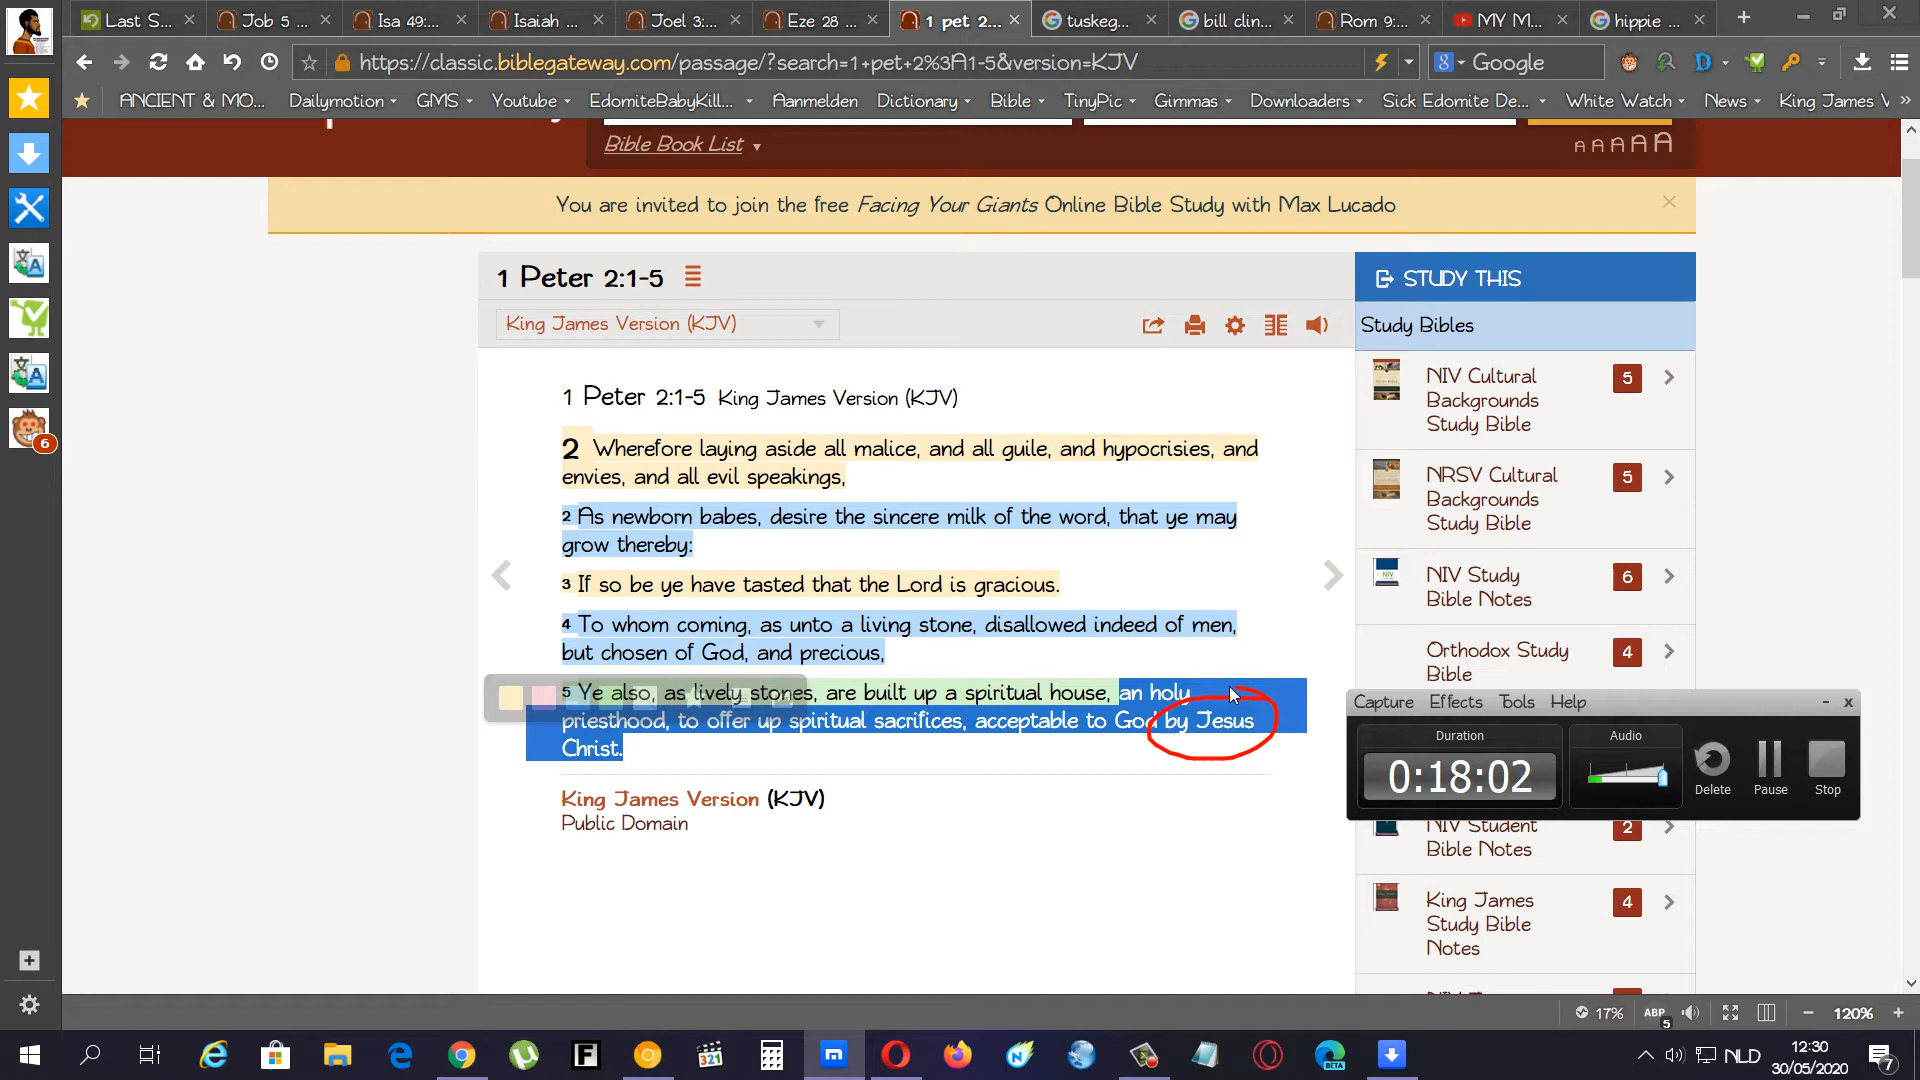 Last S...
Job 5
Isa 49:...
Isaiah ...
Joel 3:...
Eze 28
1 pet 2...
tuskeg...
bill clin...
Rom 9:...
MY M...
hippie ...
https://classic.biblegateway.com/passage/?search=1+pet+2%3A1-5&version=KJV
Google
ANCIENT & MO...
Dailymotion
GMS
Youtube
EdomiteBabyKill...
Aanmelden
Dictionary
Bible
TinyPic
Gimmas
Downloaders
Sick Edomite De...
White Watch
News
King James V
Bible Book List
A A A A A
You are invited to join the free Facing Your Giants Online Bible Study with Max Lucado
1 Peter 2:1-5
King James Version (KJV)
1 Peter 2:1-5 King James Version (KJV)
2 Wherefore laying aside all malice, and all guile, and hypocrisies, and
envies, and all evil speakings,
2 As newborn babes, desire the sincere milk of the word, that ye may
grow thereby:
3 If so be ye have tasted that the Lord is gracious.
4 To whom coming, as unto a living stone, disallowed indeed of men,
but chosen of God, and precious,
5 Ye also, as lively stones, are built up a spiritual house, an holy
priesthood, to offer up spiritual sacrifices, acceptable to God by Jesus
Christ.
King James Version (KJV)
Public Domain
STUDY THIS
Study Bibles
NIV Cultural
Backgrounds
Study Bible
5
NRSV Cultural
Backgrounds
Study Bible
5
NIV Study
Bible Notes
6
Orthodox Study
Bible
4
Capture Effects Tools Help
Duration
Audio
0:18:02
Delete
Pause
Stop
NIV Student
Bible Notes
2
King James
Study Bible
Notes
4
6
17%
ABP
5
120%
321
BETA
NLD
12:30
30/05/2020
7